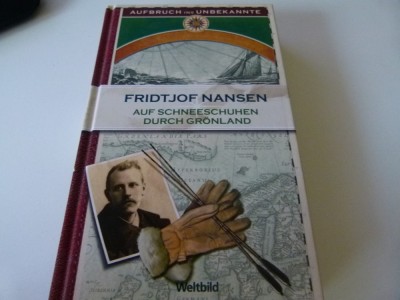 AUFBRUCH INS UNBEKANNTE
FRIDTJOF NANSEN
AUF SCHNEESCHUHEN
DURCH GRÖNLAND
Weltbild